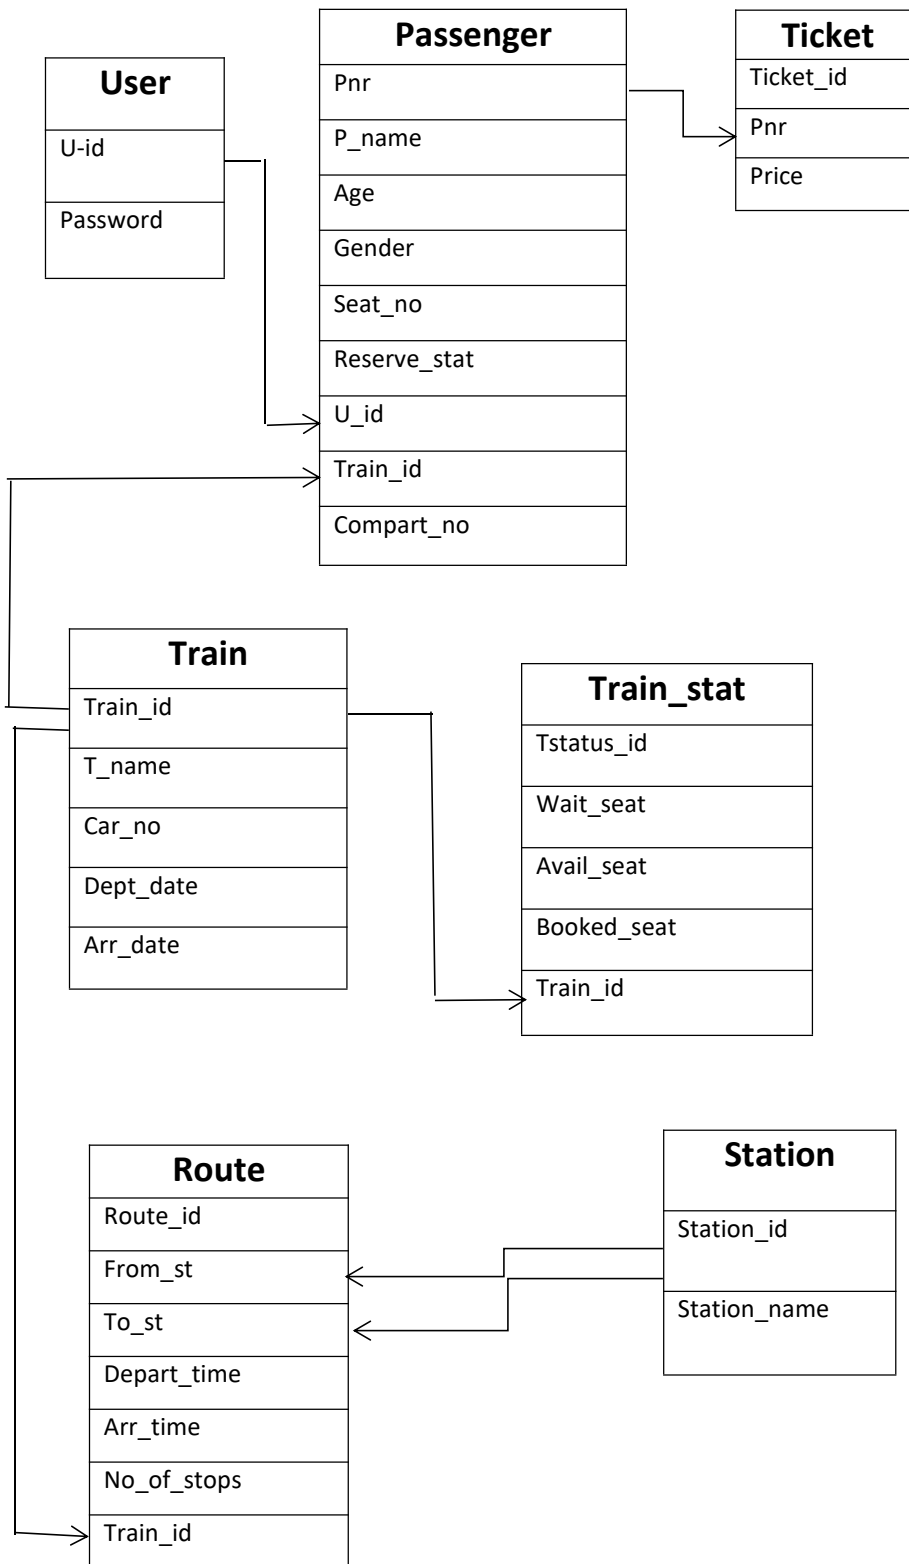 User
U-id
Password
Passenger
Pnr
P_name
Age
Gender
Seat_no
Reserve_stat
U_id
Train_id
Compart_no
Ticket
Ticket_id
Pnr
Price
Train
Train_id
T_name
Car_no
Dept_date
Arr_date
Train_stat
Tstatus_id
Wait_seat
Avail_seat
Booked_seat
Train_id
Route
Route_id
From_st
To_st
Depart_time
Arr_time
No_of_stops
Train_id
Station
Station_id
Station_name